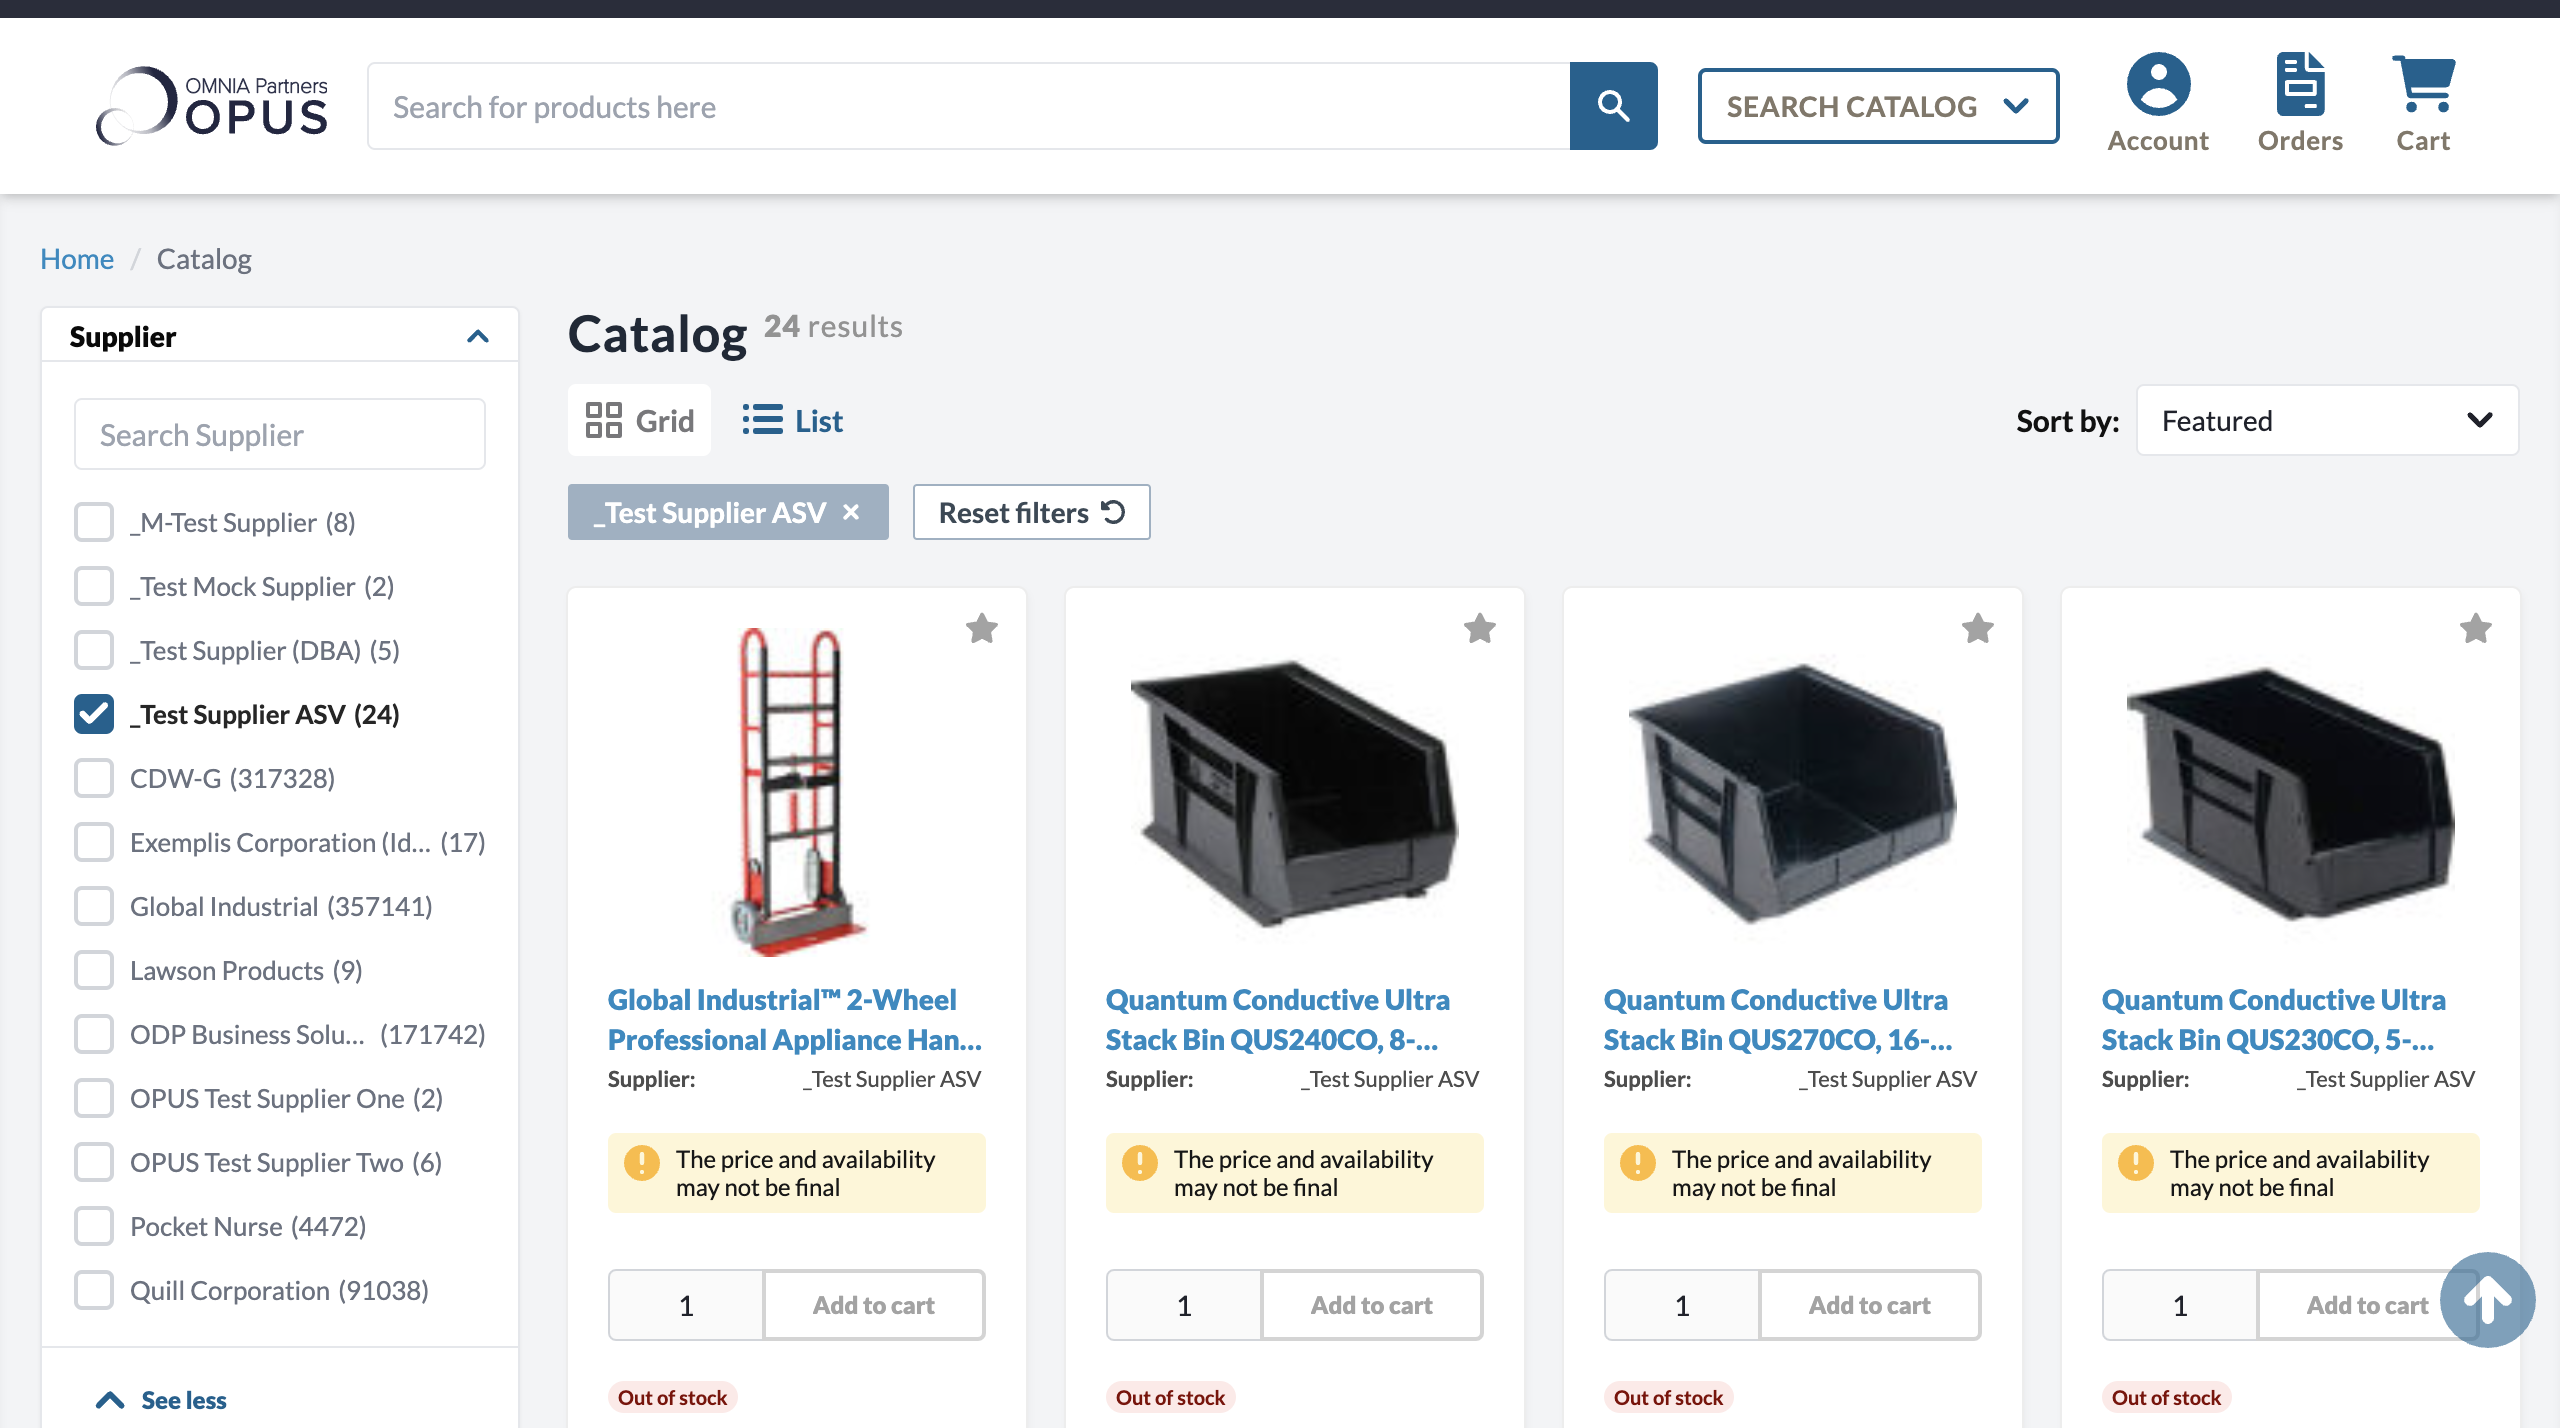 OMNIA Partners
OPUS
Search for products here
SEARCH CATALOG
Account
Orders
Cart
Home / Catalog
Supplier
Search Supplier
_M-Test Supplier (8)
_Test Mock Supplier (2)
_Test Supplier (DBA) (5)
_Test Supplier ASV (24)
CDW-G (317328)
Exemplis Corporation (Id... (17)
Global Industrial (357141)
Lawson Products (9)
ODP Business Solu... (171742)
OPUS Test Supplier One (2)
OPUS Test Supplier Two (6)
Pocket Nurse (4472)
Quill Corporation (91038)
See less
Catalog 24 results
Grid
List
Sort by: Featured
_Test Supplier ASV ×
Reset filters
Global Industrial™ 2-Wheel
Professional Appliance Han...
Supplier: _Test Supplier ASV
The price and availability
may not be final
1 Add to cart
Out of stock
Quantum Conductive Ultra
Stack Bin QUS240CO, 8-...
Supplier: _Test Supplier ASV
The price and availability
may not be final
1 Add to cart
Out of stock
Quantum Conductive Ultra
Stack Bin QUS270CO, 16-...
Supplier: _Test Supplier ASV
The price and availability
may not be final
1 Add to cart
Out of stock
Quantum Conductive Ultra
Stack Bin QUS230CO, 5-...
Supplier: _Test Supplier ASV
The price and availability
may not be final
1 Add to cart
Out of stock